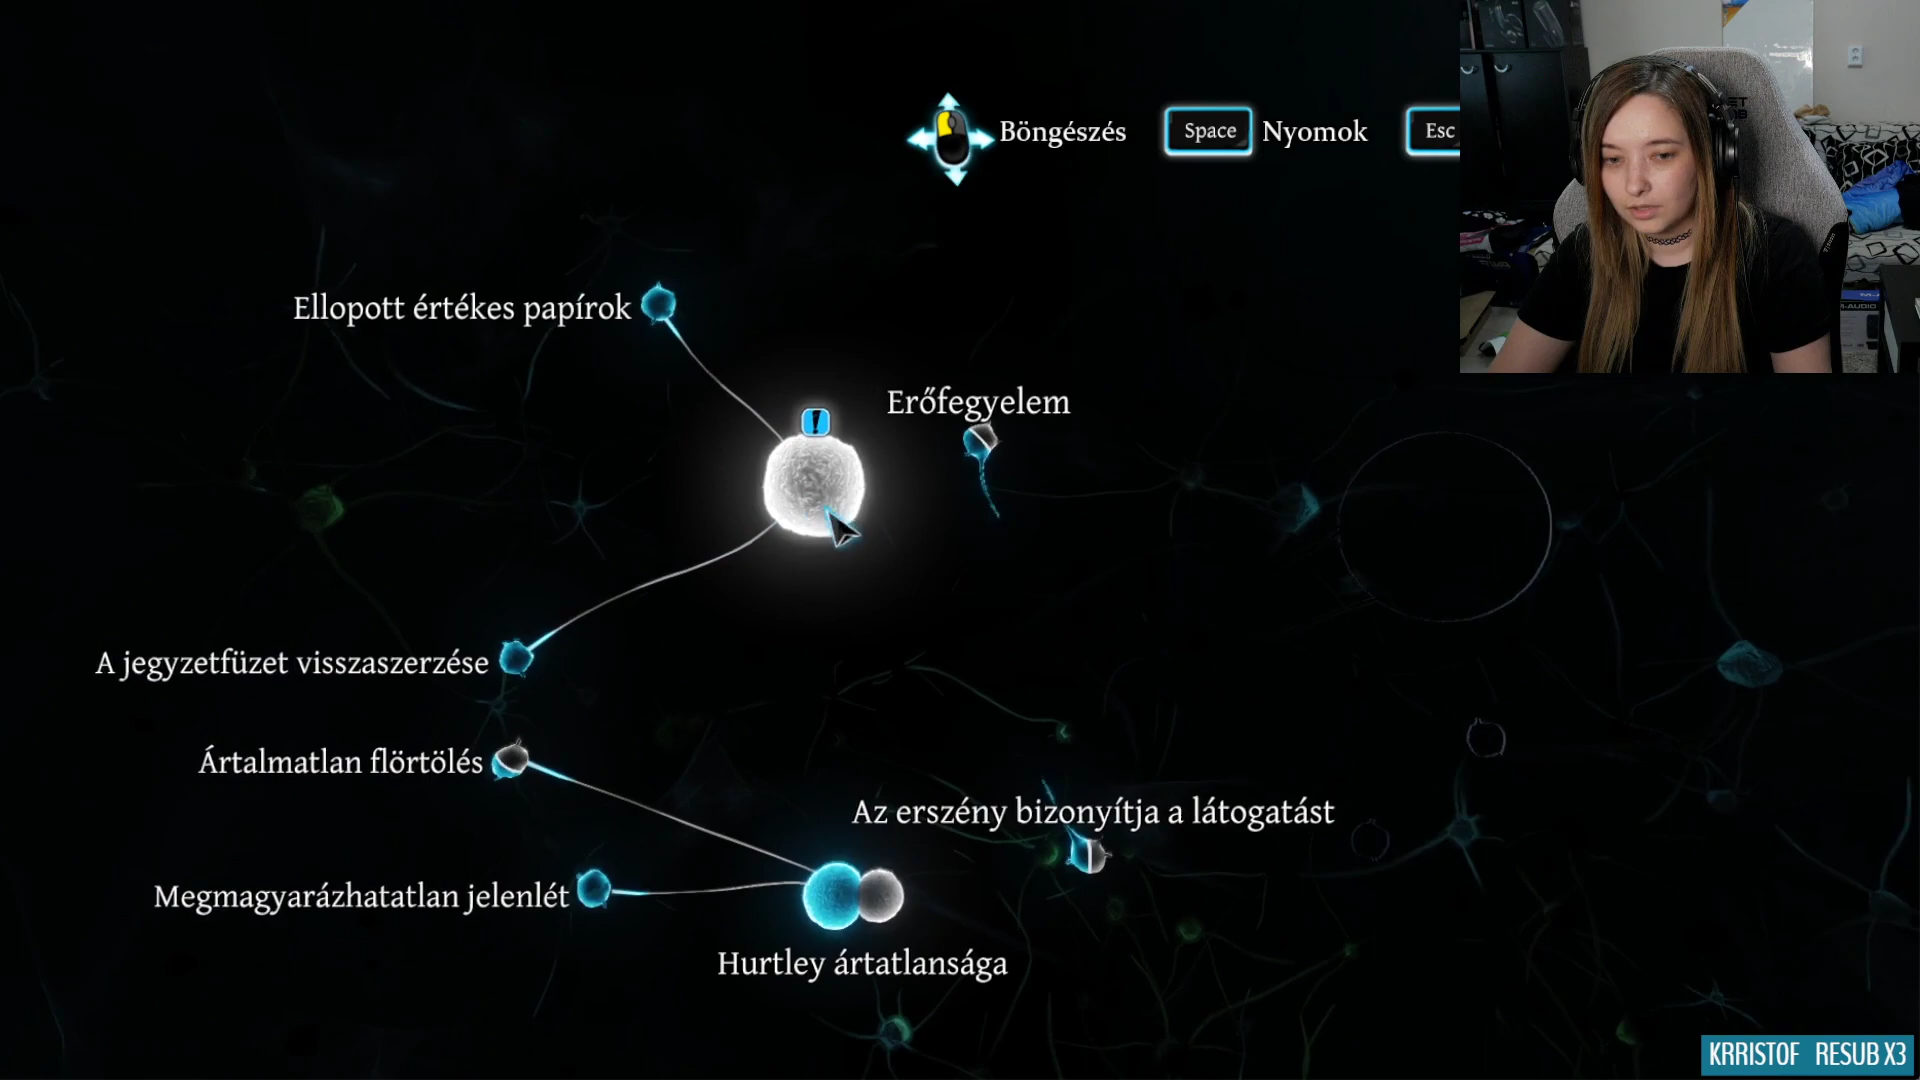 Böngészés
Space
Nyomok
Esc
Ellopott értékes papírok
Erőfegyelem
A jegyzetfüzet visszaszerzése
Ártalmatlan flörtölés
Az erszény bizonyítja a látogatást
Megmagyarázhatatlan jelenlét
Hurtley ártatlansága
M-AUDIO
KRRISTOF RESUB X3